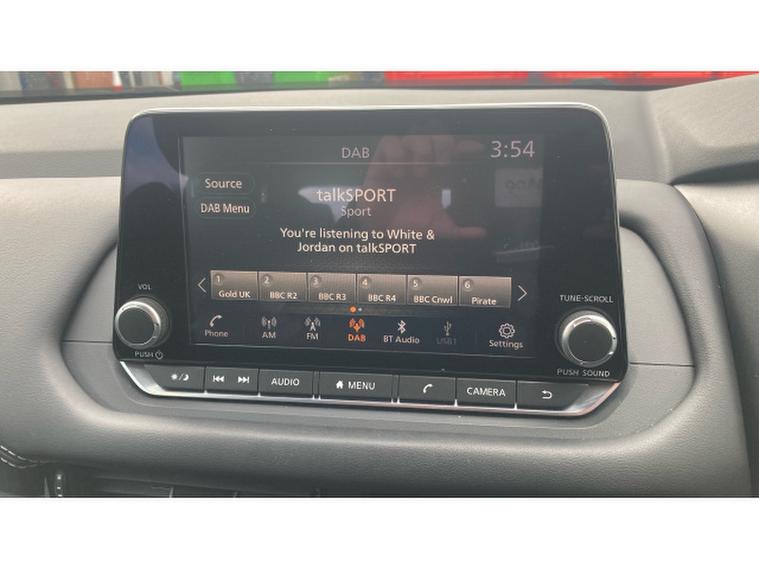 DAB
3:54
Source
DAB Menu
talkSPORT
Sport
You're listening to White &
Jordan on talkSPORT
1 2 3 4 5 6
Gold UK BBC R2 BBC R3 BBC R4 BBC Cnwl Pirate
Phone AM FM DAB BT Audio USB1 Settings
VOL
PUSH
TUNE·SCROLL
PUSH SOUND
AUDIO MENU CAMERA